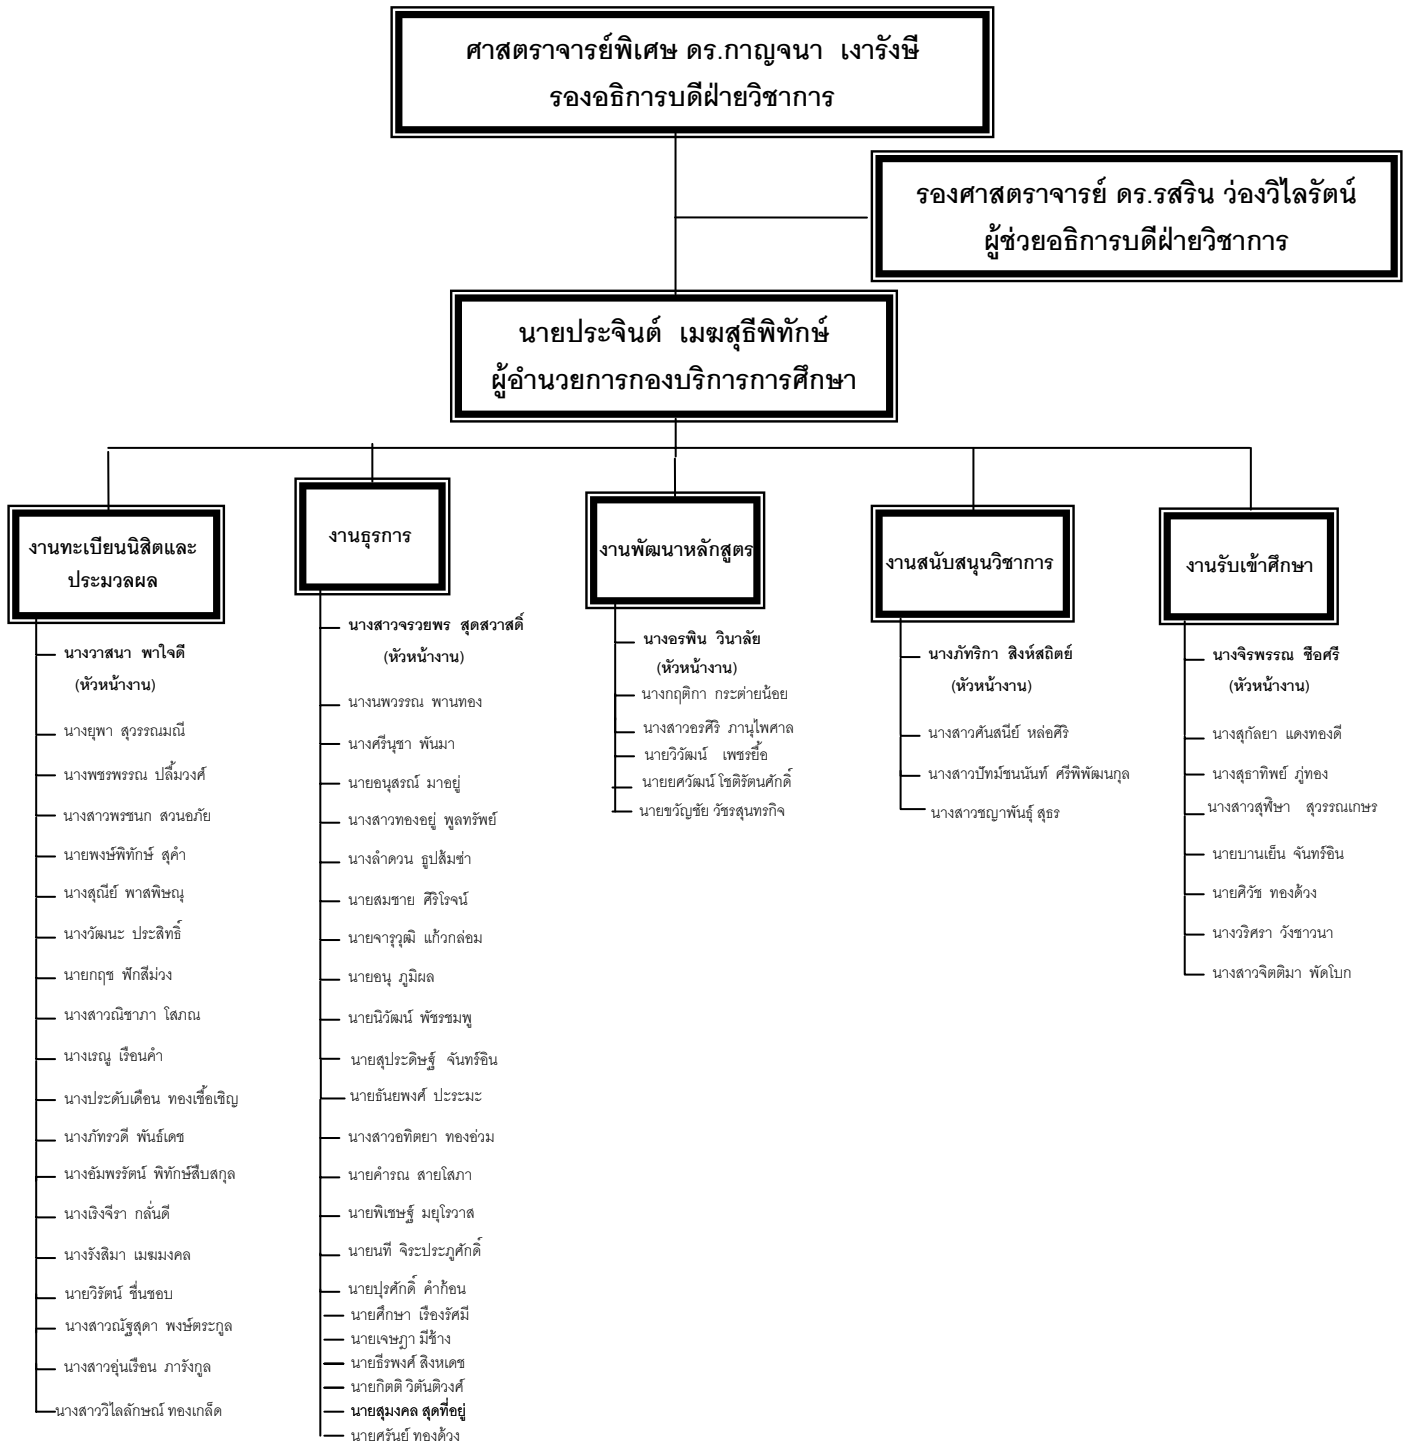 ศาสตราจารย์พิเศษ ดร.กาญจนา เงารังษี
รองอธิการบดีฝ่ายวิชาการ
รองศาสตราจารย์ ดร.รสริน ว่องวิไลรัตน์
ผู้ช่วยอธิการบดีฝ่ายวิชาการ
นายประจินต์ เมฆสุธีพิทักษ์
ผู้อำนวยการกองบริการการศึกษา
งานทะเบียนนิสิตและ
ประมวลผล
นางวาสนา พาใจดี
(หัวหน้างาน)
นางยุพา สุวรรณมณี
นางพชรพรรณ ปลื้มวงศ์
นางสาวพรชนก สวนอภัย
นายพงษ์พิทักษ์ สุคำ
นางสุณีย์ พาสพิษณุ
นางวัฒนะ ประสิทธิ์
นายกฤช ฟักสีม่วง
นางสาวณิชาภา โสภณ
นางเรณู เรือนคำ
นางประดับเดือน ทองเชื้อเชิญ
นางภัทรวดี พันธ์เดช
นางอัมพรรัตน์ พิทักษ์สืบสกุล
นางเริงจีรา กลั่นดี
นางรังสิมา เมฆมงคล
นายวิรัตน์ ชื่นชอบ
นางสาวณัฐสุดา พงษ์ตระกูล
นางสาวอุ่นเรือน ภารังกูล
นางสาววิไลลักษณ์ ทองเกล็ด
งานธุรการ
นางสาวจรวยพร สุดสวาสดิ์
(หัวหน้างาน)
นางนพวรรณ พานทอง
นางศรีนุชา พันมา
นายอนุสรณ์ มาอยู่
นางสาวทองอยู่ พูลทรัพย์
นางลำดวน ธูปส้มซ่า
นายสมชาย ศีริโรจน์
นายจารุวุฒิ แก้วกล่อม
นายอนุ ภูมิผล
นายนิวัฒน์ พัชรชมพู
นายสุประดิษฐ์ จันทร์อิน
นายธันยพงศ์ ปะระมะ
นางสาวอทิตยา ทองอ่วม
นายคำรณ สายโสภา
นายพิเชษฐ์ มยุโรวาส
นายนที จิระประภูศักดิ์
นายปุรศักดิ์ คำก้อน
นายศึกษา เรืองรัศมี
นายเจษฎา มีช้าง
นายธีรพงศ์ สิงหเดช
นายกิตติ วิตันติวงศ์
นายสุมงคล สุดที่อยู่
นายศรันย์ ทองด้วง
งานพัฒนาหลักสูตร
นางอรพิน วินาลัย
(หัวหน้างาน)
นางกฤติกา กระต่ายน้อย
นางสาวอรศีริ ภานุไพศาล
นายวิวัฒน์ เพชรยื้อ
นายยศวัฒน์ โชติรัตนศักดิ์
นายขวัญชัย วัชรสุนทรกิจ
งานสนับสนุนวิชาการ
นางภัทริกา สิงห์สถิตย์
(หัวหน้างาน)
นางสาวศันสนีย์ หล่อศิริ
นางสาวปัทม์ชนนันท์ ศรีพิพัฒนกุล
นางสาวชญาพันธุ์ สุธร
งานรับเข้าศึกษา
นางจิรพรรณ ซือศรี
(หัวหน้างาน)
นางสุกัลยา แดงทองดี
นางสุธาทิพย์ ภู่ทอง
นางสาวสุฬิษา สุวรรณเกษร
นายบานเย็น จันทร์อิน
นายศิวัช ทองด้วง
นางวริศรา วังชาวนา
นางสาวจิตติมา พัดโบก